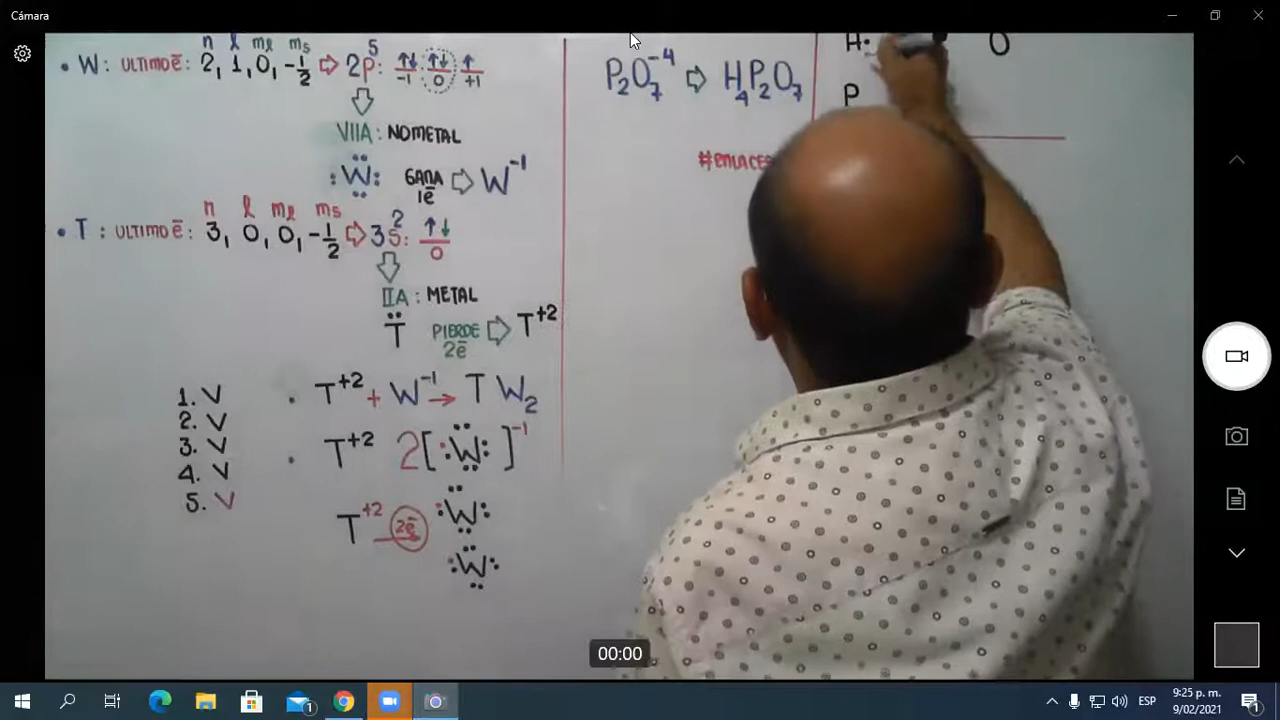 Cámara
n l ml ms
• W: ULTIMO ē: 2, 1, 0, -1/2 ⇒ 2p⁵: ↑↓ ↑↓ ↑
-1 0 +1
VIIA: NOMETAL
W GANA 1ē ⇒ W⁻¹
n l ml ms
• T: ULTIMO ē: 3, 0, 0, -1/2 ⇒ 3S²: ↑↓
0
IIA: METAL
T PIERDE 2ē ⇒ T⁺²
1. V
2. V
3. V
4. V
5. V
• T⁺² + W⁻¹ → T W₂
• T⁺² 2[:W:]⁻¹
T⁺² 2ē W
W
P₂O₇⁻⁴ ⇒ H₄P₂O₇
H• O
P
#ENLACES
00:00
ESP
9:25 p. m.
9/02/2021
1
1